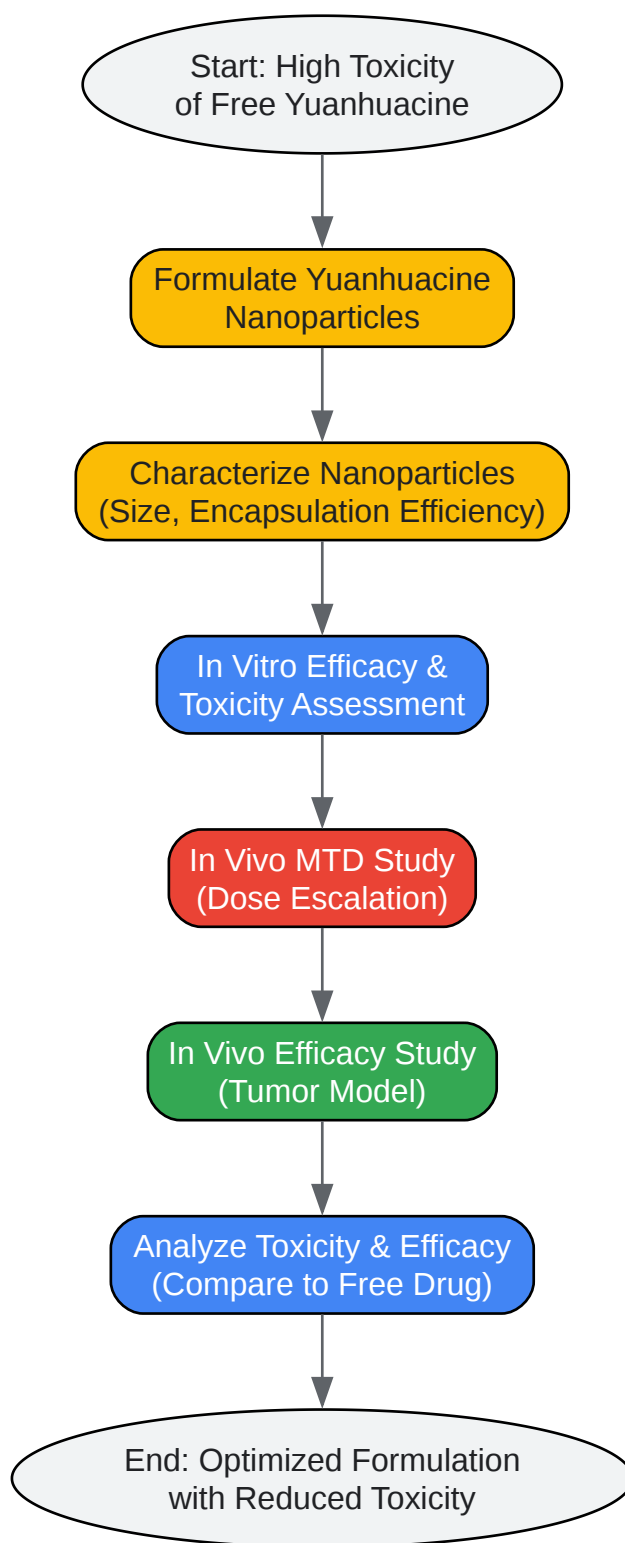 Start: High Toxicity
of Free Yuanhuacine
Formulate Yuanhuacine
Nanoparticles
Characterize Nanoparticles
(Size, Encapsulation Efficiency)
In Vitro Efficacy &
Toxicity Assessment
In Vivo MTD Study
(Dose Escalation)
In Vivo Efficacy Study
(Tumor Model)
Analyze Toxicity & Efficacy
(Compare to Free Drug)
End: Optimized Formulation
with Reduced Toxicity